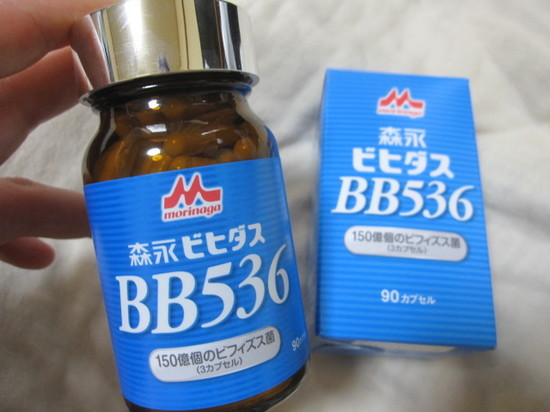 morinaga
森永
ビヒダス
BB536
150億個のビフィズス菌
(3カプセル)
90カプセル
morinaga
森永ビヒダス
BB536
150億個のビフィズス菌
(3カプセル)
90